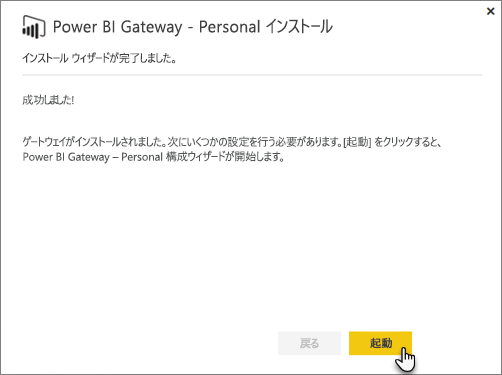 Power BI Gateway - Personal インストール
インストール ウィザードが完了しました。
成功しました!
ゲートウェイがインストールされました。次にいくつかの設定を行う必要があります。[起動] をクリックすると、
Power BI Gateway – Personal 構成ウィザードが開始します。
戻る
起動